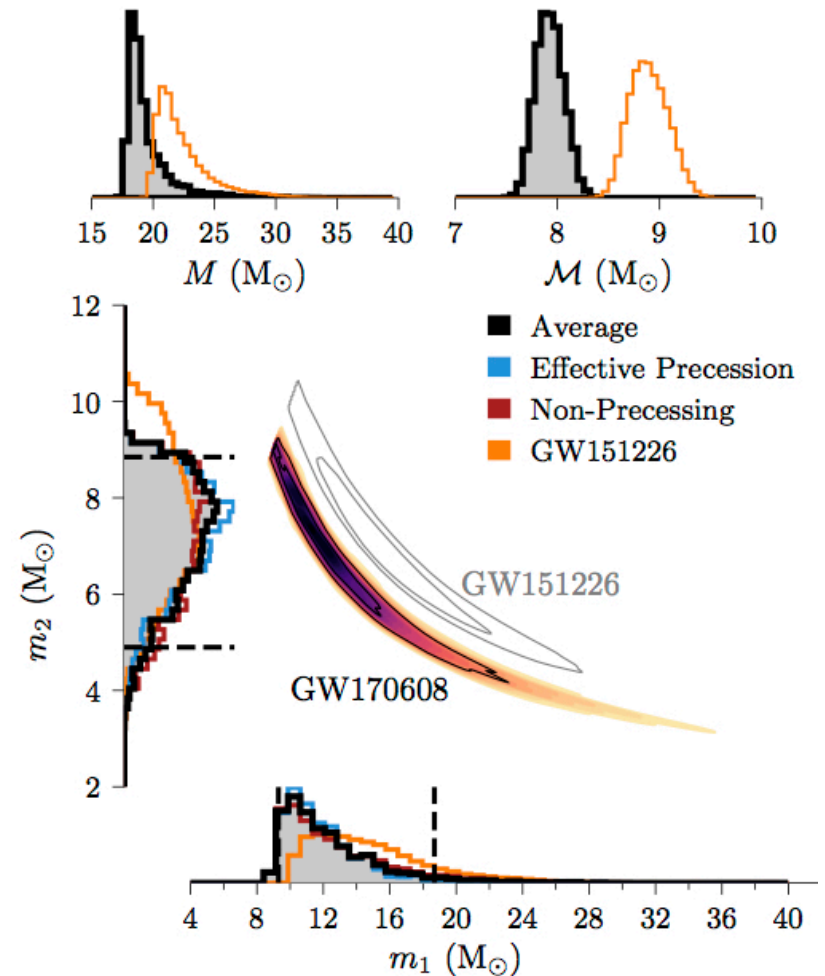 15 20 25 30 35 40
M (M⊙)
7 8 9 10
ℳ (M⊙)
12
10
8
6
4
2
m₂ (M⊙)
Average
Effective Precession
Non-Precessing
GW151226
GW151226
GW170608
4 8 12 16 20 24 28 32 36 40
m₁ (M⊙)